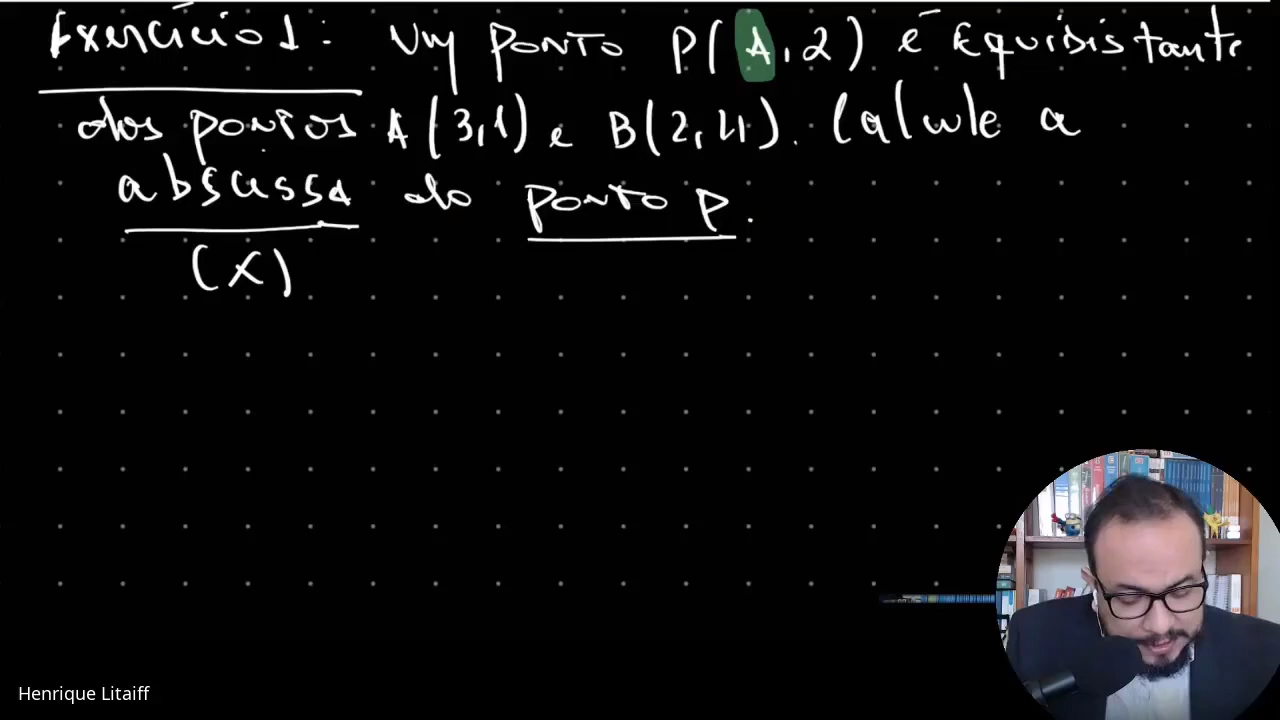 Exercício 1: Um ponto P(A,2) é equidistante
dos pontos A(3,1) e B(2,4). Calcule a
abscissa do ponto P.
(X)
Henrique Litaiff